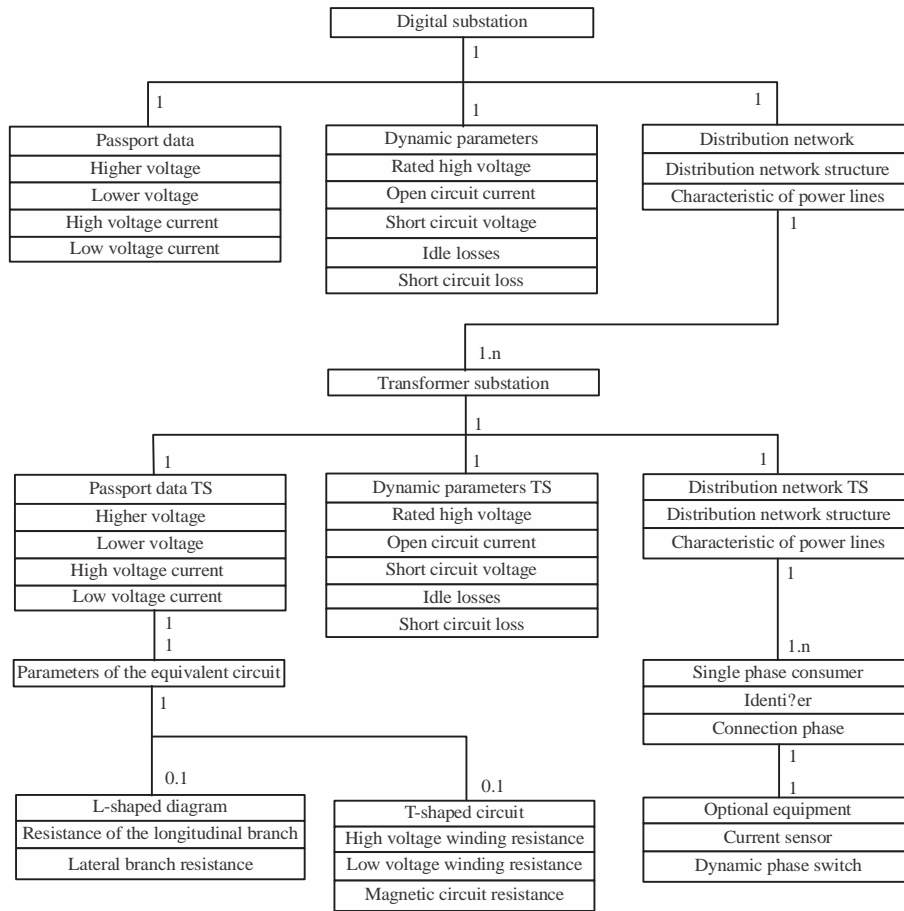 Digital substation
1
1
1
1
Passport data
Higher voltage
Lower voltage
High voltage current
Low voltage current
Dynamic parameters
Rated high voltage
Open circuit current
Short circuit voltage
Idle losses
Short circuit loss
Distribution network
Distribution network structure
Characteristic of power lines
1
1.n
Transformer substation
1
1
1
1
Passport data TS
Higher voltage
Lower voltage
High voltage current
Low voltage current
Dynamic parameters TS
Rated high voltage
Open circuit current
Short circuit voltage
Idle losses
Short circuit loss
Distribution network TS
Distribution network structure
Characteristic of power lines
1
1
1
1.n
Parameters of the equivalent circuit
1
Single phase consumer
Identi?er
Connection phase
1
1
0.1
0.1
L-shaped diagram
Resistance of the longitudinal branch
Lateral branch resistance
T-shaped circuit
High voltage winding resistance
Low voltage winding resistance
Magnetic circuit resistance
Optional equipment
Current sensor
Dynamic phase switch